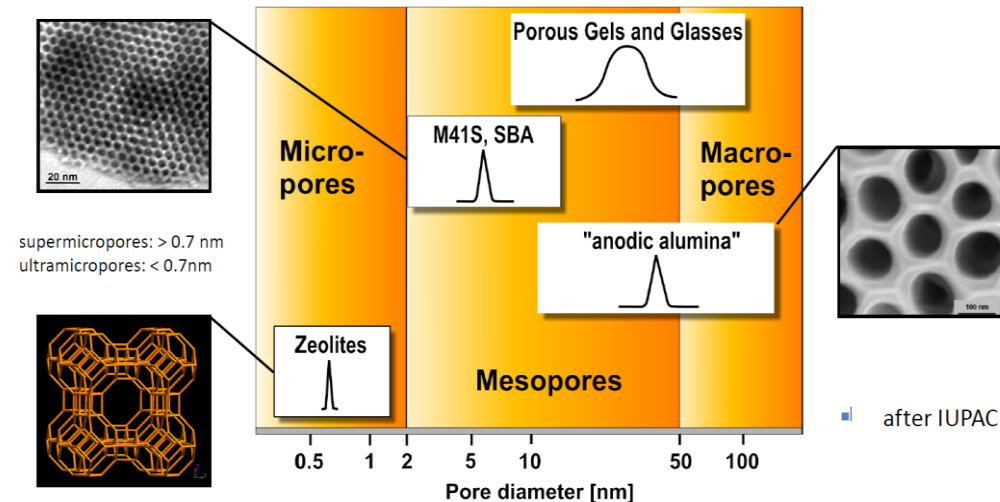 Porous Gels and Glasses
M41S, SBA
Micro-
pores
Macro-
pores
20 nm
supermicropores: > 0.7 nm
ultramicropores: < 0.7nm
"anodic alumina"
100 nm
Zeolites
Mesopores
after IUPAC
0.5 1 2 5 10 50 100
Pore diameter [nm]